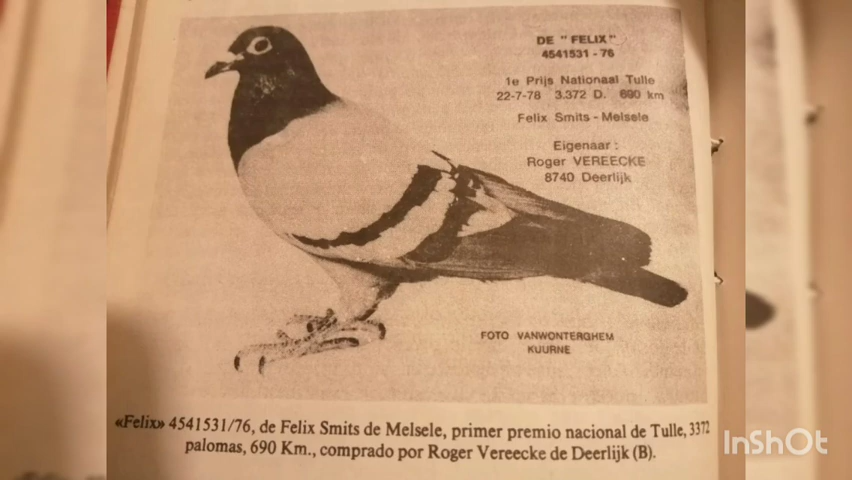 DE "FELIX"
4541531 - 76
1e Prijs Nationaal Tulle
22-7-78 3.372 D. 690 km
Felix Smits - Melsele
Eigenaar :
Roger VEREECKE
8740 Deerlijk
FOTO VANWONTERGHEM
KUURNE
«Felix» 4541531/76, de Felix Smits de Melsele, primer premio nacional de Tulle, 3372
palomas, 690 Km., comprado por Roger Vereecke de Deerlijk (B).
InShOt